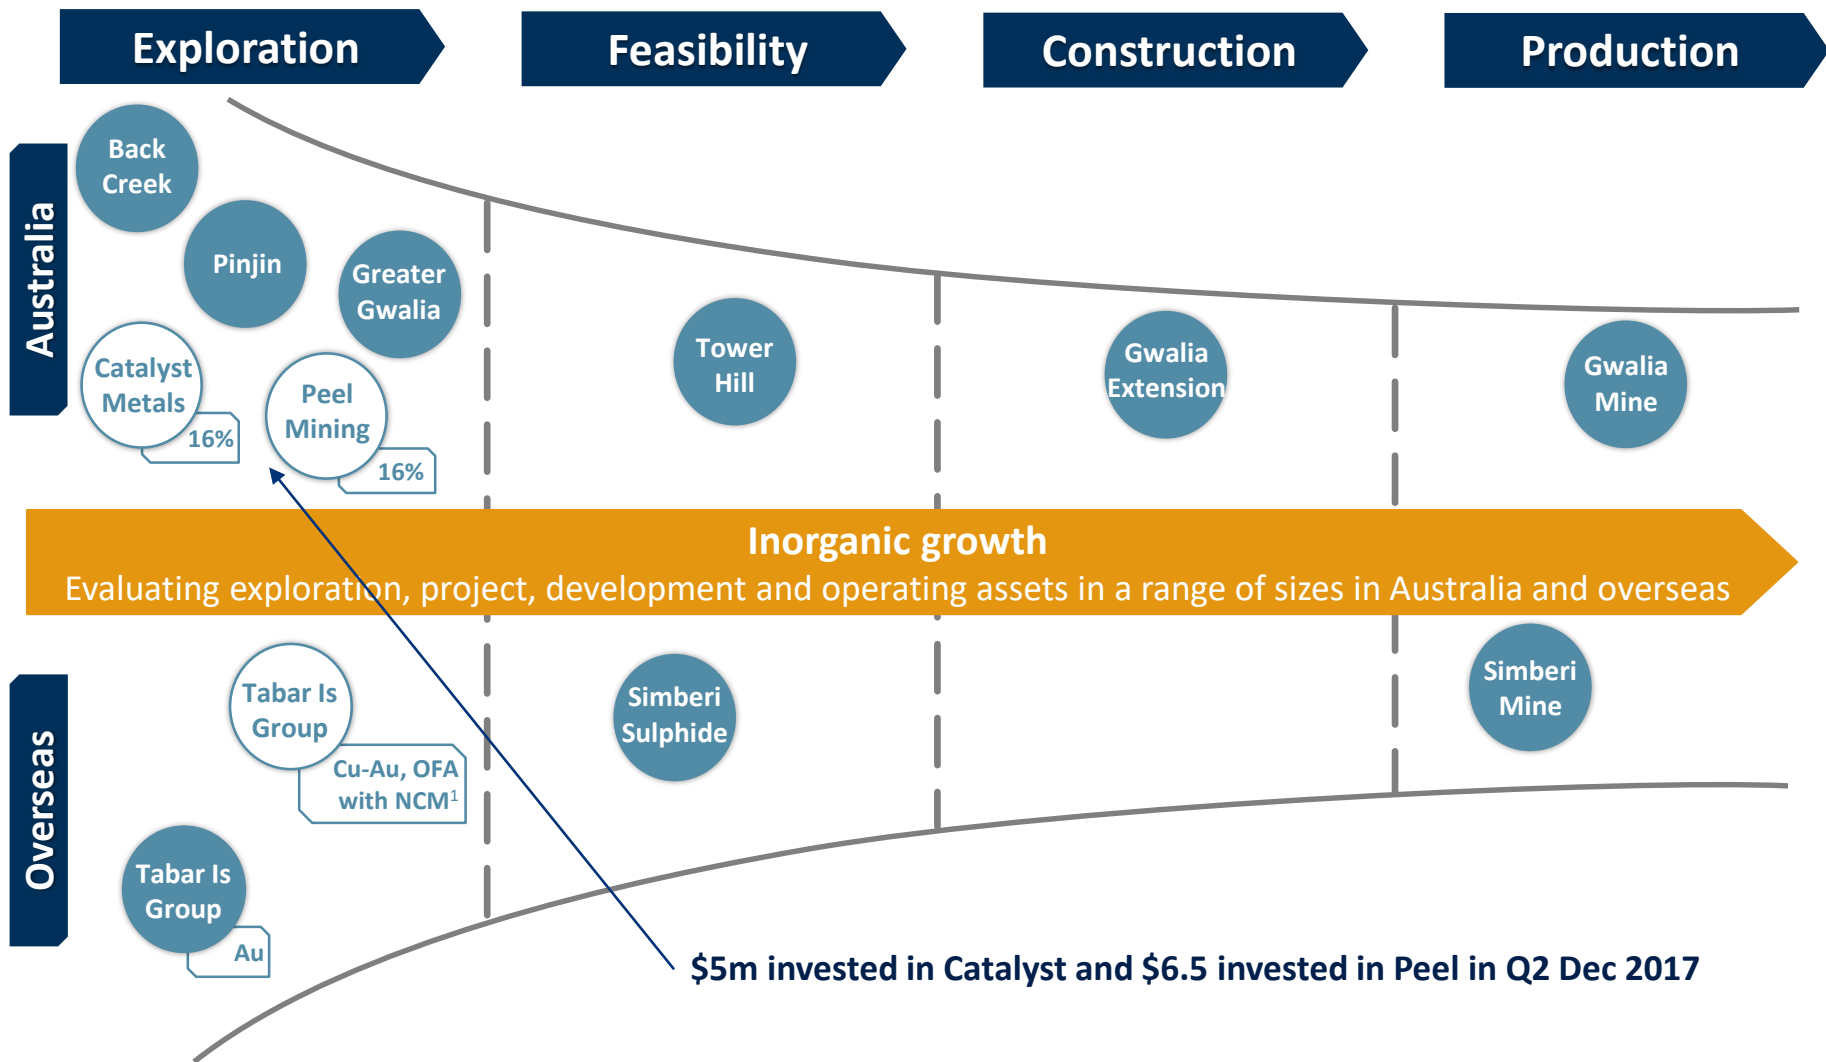 Exploration
Feasibility
Construction
Production
Australia
Back
Creek
Pinjin
Greater
Gwalia
Catalyst
Metals
16%
Peel
Mining
16%
Tower
Hill
Gwalia
Extension
Gwalia
Mine
Inorganic growth
Evaluating exploration, project, development and operating assets in a range of sizes in Australia and overseas
Overseas
Tabar Is
Group
Cu-Au, OFA
with NCM¹
Tabar Is
Group
Au
Simberi
Sulphide
Simberi
Mine
$5m invested in Catalyst and $6.5 invested in Peel in Q2 Dec 2017